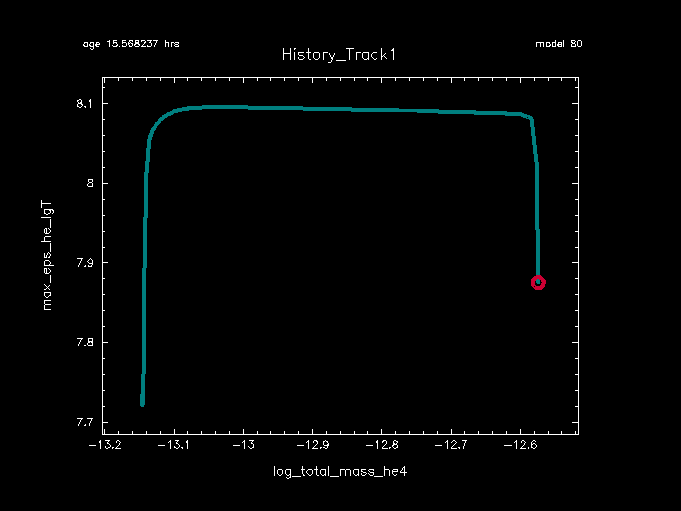 age 15.568237 hrs
model 80
History_Track1
8.1
8
7.9
7.8
7.7
max_eps_he_lgT
-13.2 -13.1 -13 -12.9 -12.8 -12.7 -12.6
log_total_mass_he4